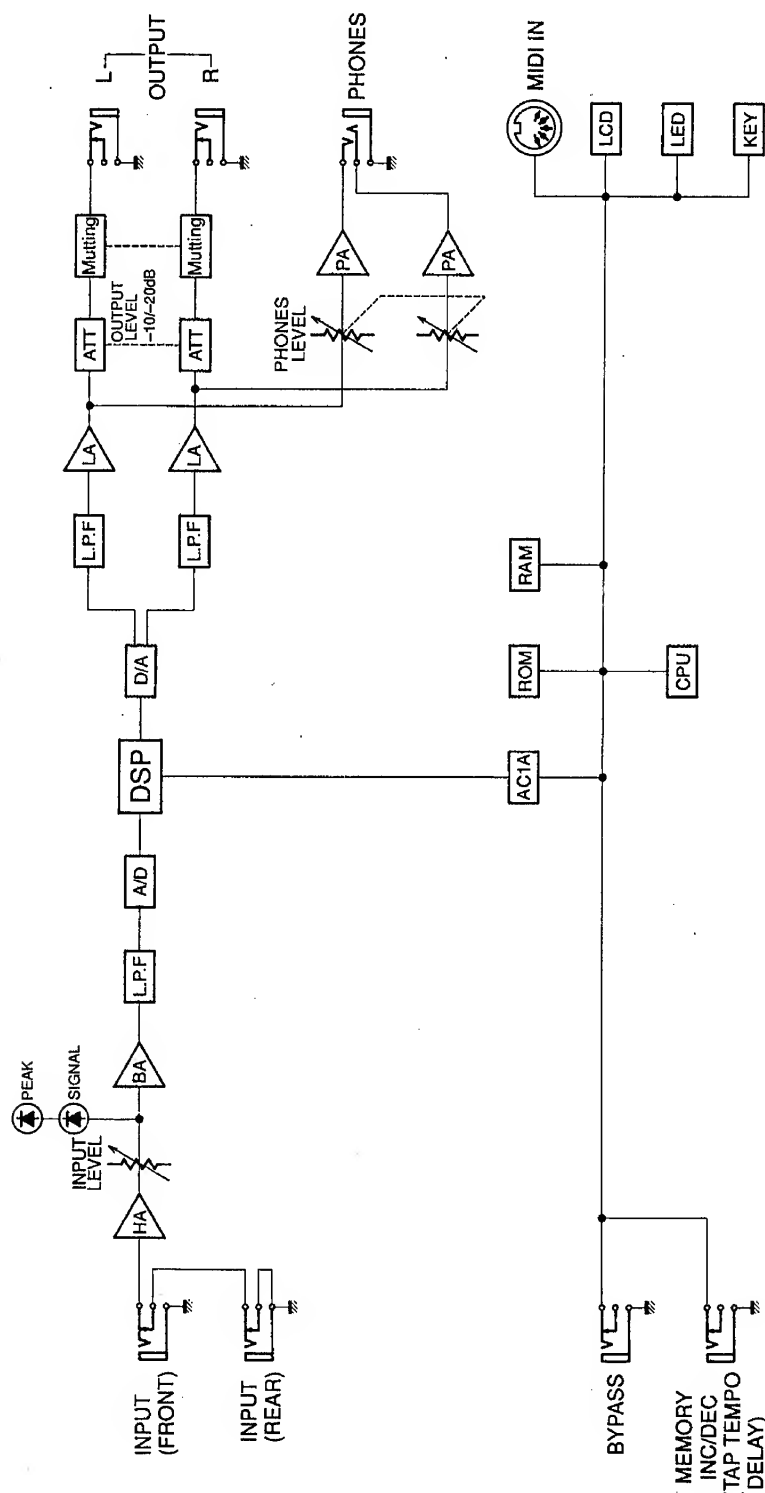 INPUT
(FRONT)
INPUT
(REAR)
HA
INPUT
LEVEL
PEAK
SIGNAL
BA
L.P.F
A/D
DSP
D/A
L.P.F
L.P.F
LA
LA
ATT
OUTPUT
LEVEL
-10/-20dB
ATT
Mutting
Mutting
L
OUTPUT
R
PHONES
LEVEL
PA
PA
PHONES
BYPASS
MEMORY
INC/DEC
TAP TEMPO
DELAY)
AC1A
ROM
CPU
RAM
MIDI IN
LCD
LED
KEY